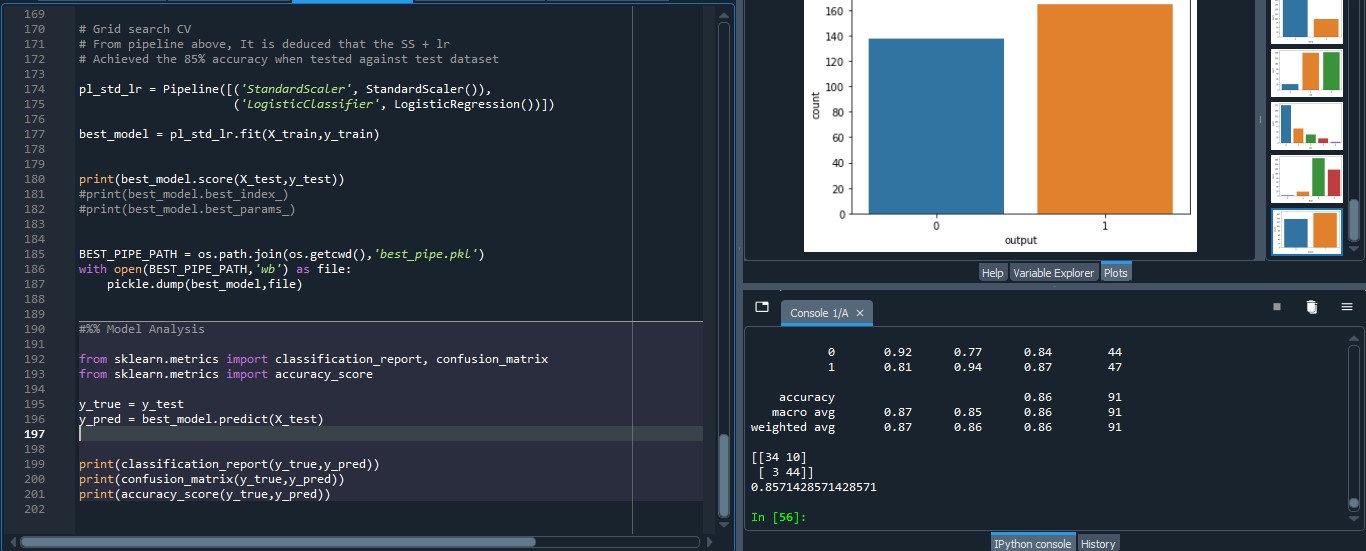 169
170 # Grid search CV
171 # From pipeline above, It is deduced that the SS + lr
172 # Achieved the 85% accuracy when tested against test dataset
173
174 pl_std_lr = Pipeline([('StandardScaler', StandardScaler()),
175 ('LogisticClassifier', LogisticRegression())])
176
177 best_model = pl_std_lr.fit(X_train,y_train)
178
179
180 print(best_model.score(X_test,y_test))
181 #print(best_model.best_index_)
182 #print(best_model.best_params_)
183
184
185 BEST_PIPE_PATH = os.path.join(os.getcwd(),'best_pipe.pkl')
186 with open(BEST_PIPE_PATH,'wb') as file:
187 pickle.dump(best_model,file)
188
189
190 #%% Model Analysis
191
192 from sklearn.metrics import classification_report, confusion_matrix
193 from sklearn.metrics import accuracy_score
194
195 y_true = y_test
196 y_pred = best_model.predict(X_test)
197
198
199 print(classification_report(y_true,y_pred))
200 print(confusion_matrix(y_true,y_pred))
201 print(accuracy_score(y_true,y_pred))
202
160
140
120
100
80
60
40
20
0
count
0 1
output
Help Variable Explorer Plots
Console 1/A ×
0 0.92 0.77 0.84 44
1 0.81 0.94 0.87 47
accuracy 0.86 91
macro avg 0.87 0.85 0.86 91
weighted avg 0.87 0.86 0.86 91
[[34 10]
[ 3 44]]
0.8571428571428571
In [56]:
IPython console History